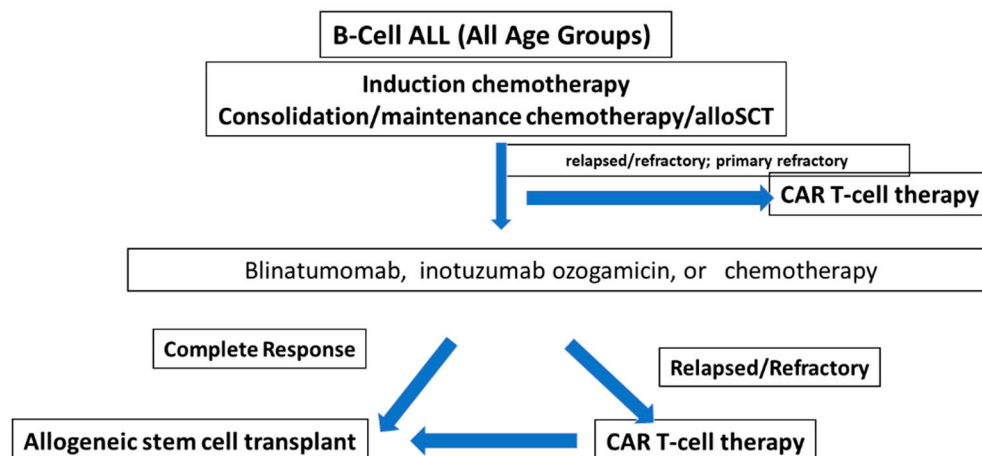 B-Cell ALL (All Age Groups)
Induction chemotherapy
Consolidation/maintenance chemotherapy/alloSCT
relapsed/refractory; primary refractory
CAR T-cell therapy
Blinatumomab, inotuzumab ozogamicin, or chemotherapy
Complete Response
Relapsed/Refractory
Allogeneic stem cell transplant
CAR T-cell therapy